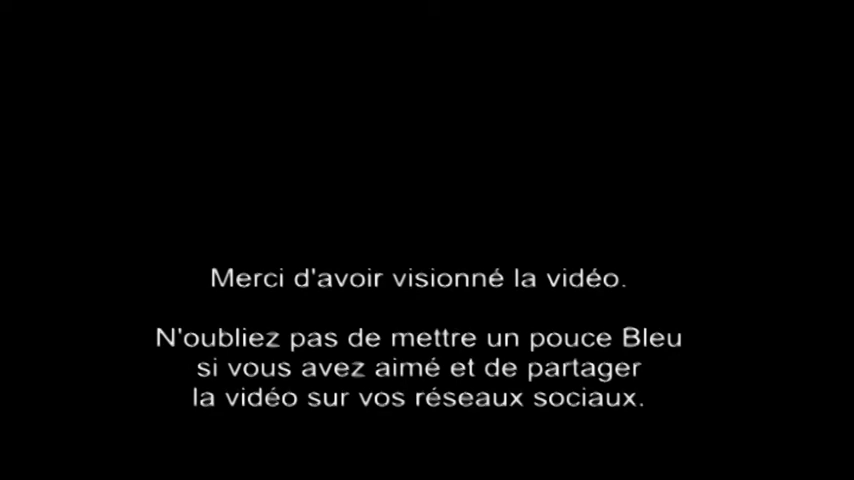 Merci d'avoir visionné la vidéo.
N'oubliez pas de mettre un pouce Bleu
si vous avez aimé et de partager
la vidéo sur vos réseaux sociaux.